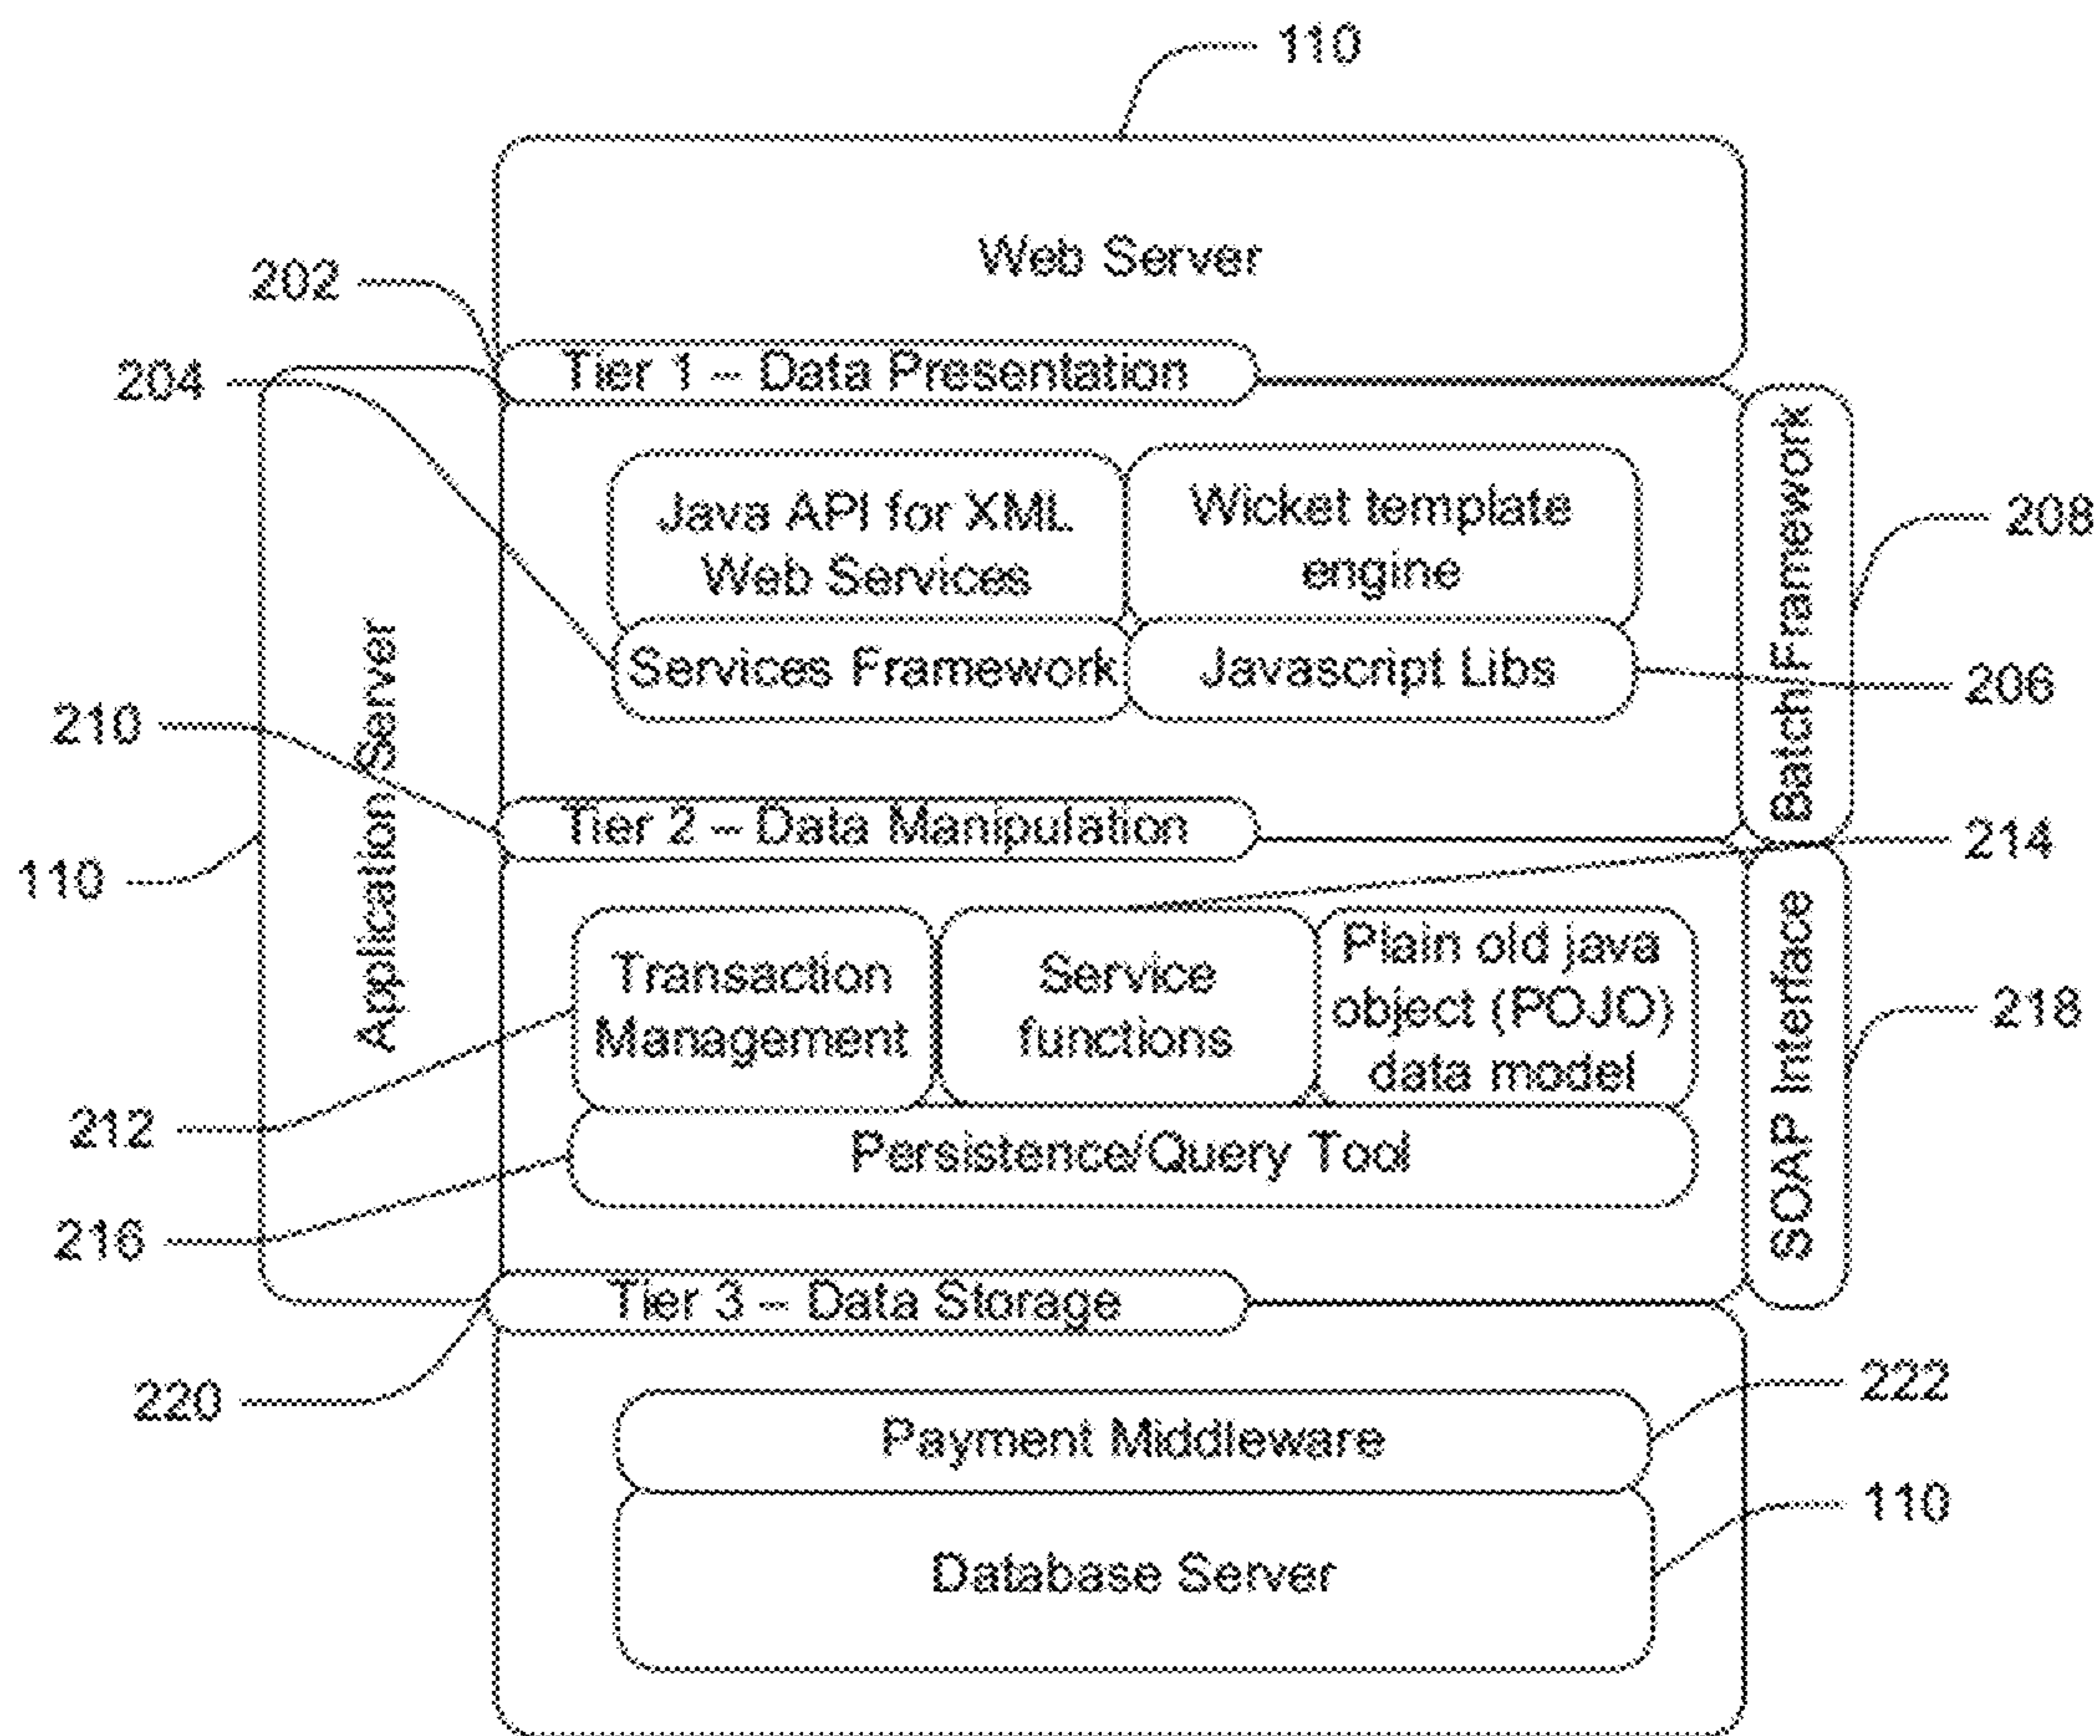 110
Web Server
202
Tier 1 – Data Presentation
204
Java API for XML
Web Services
Wicket template
engine
Batch Framework
208
Services Framework
Javascript Libs
206
210
Application Server
Tier 2 – Data Manipulation
214
110
Transaction
Management
Service
functions
Plain old java
object (POJO)
data model
SOAP Interface
218
212
Persistence/Query Tool
216
Tier 3 – Data Storage
220
222
Payment Middleware
110
Database Server